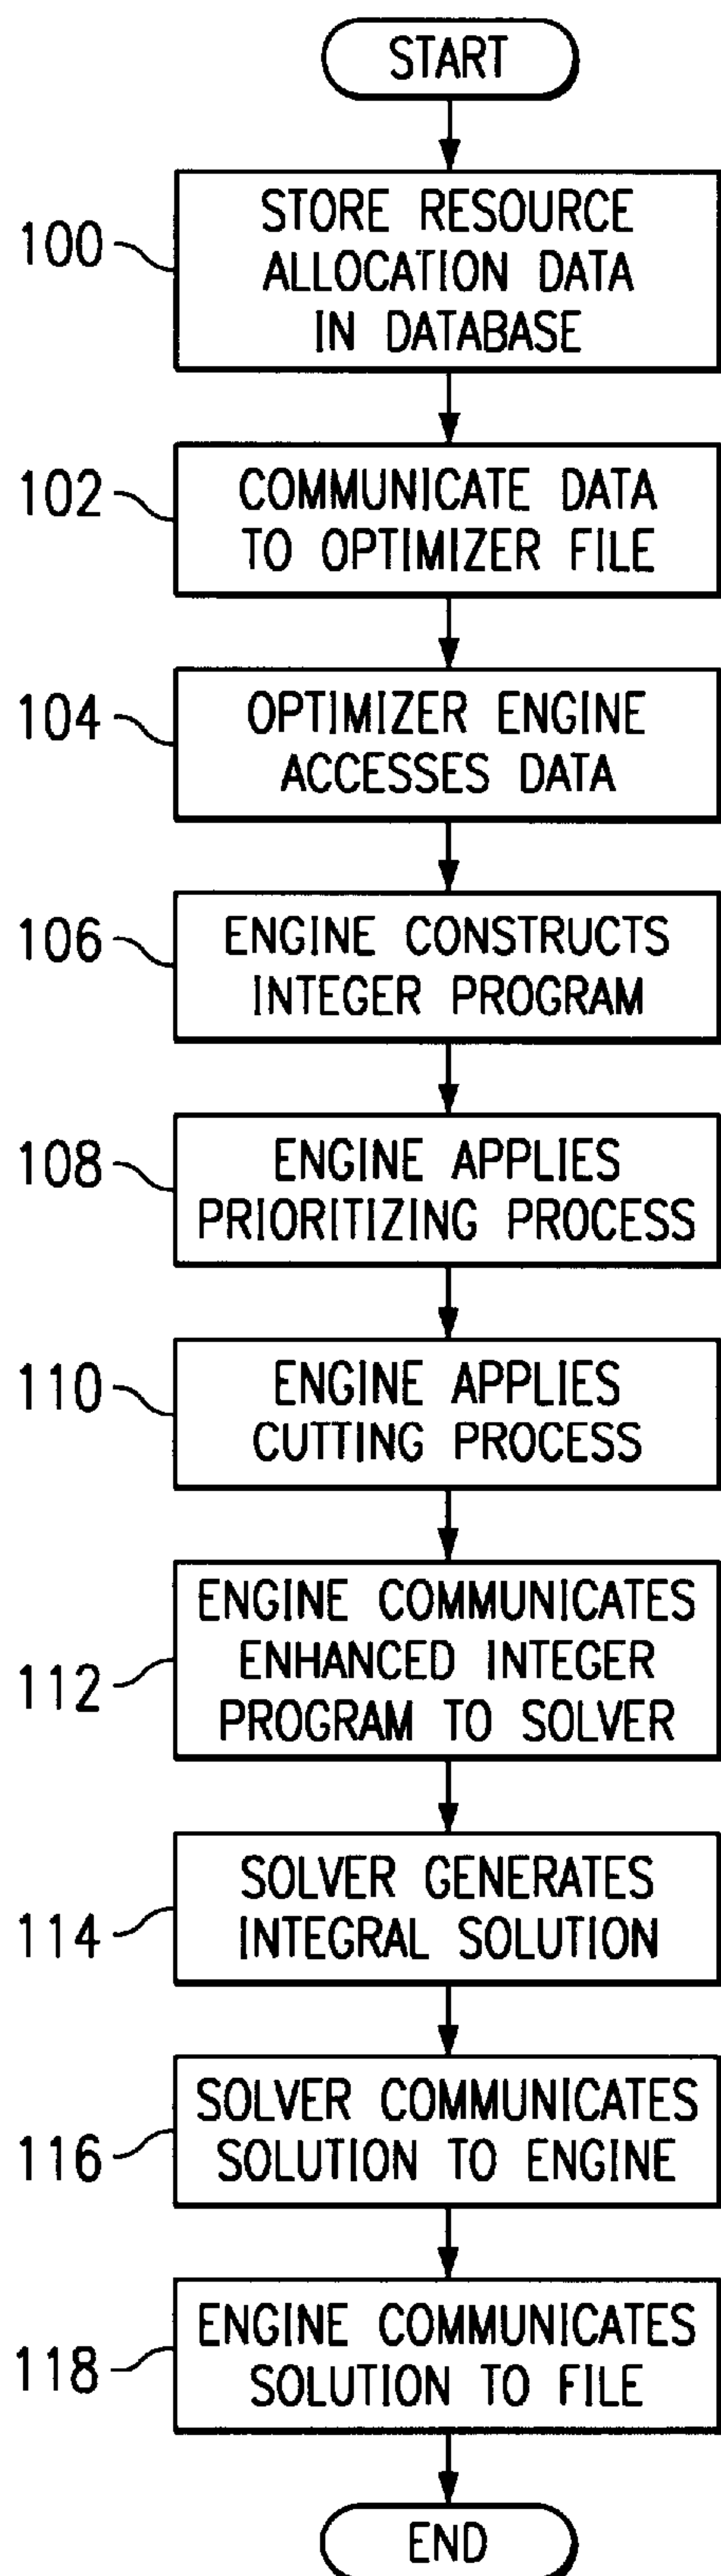 START
100
STORE RESOURCE
ALLOCATION DATA
IN DATABASE
102
COMMUNICATE DATA
TO OPTIMIZER FILE
104
OPTIMIZER ENGINE
ACCESSES DATA
106
ENGINE CONSTRUCTS
INTEGER PROGRAM
108
ENGINE APPLIES
PRIORITIZING PROCESS
110
ENGINE APPLIES
CUTTING PROCESS
112
ENGINE COMMUNICATES
ENHANCED INTEGER
PROGRAM TO SOLVER
114
SOLVER GENERATES
INTEGRAL SOLUTION
116
SOLVER COMMUNICATES
SOLUTION TO ENGINE
118
ENGINE COMMUNICATES
SOLUTION TO FILE
END